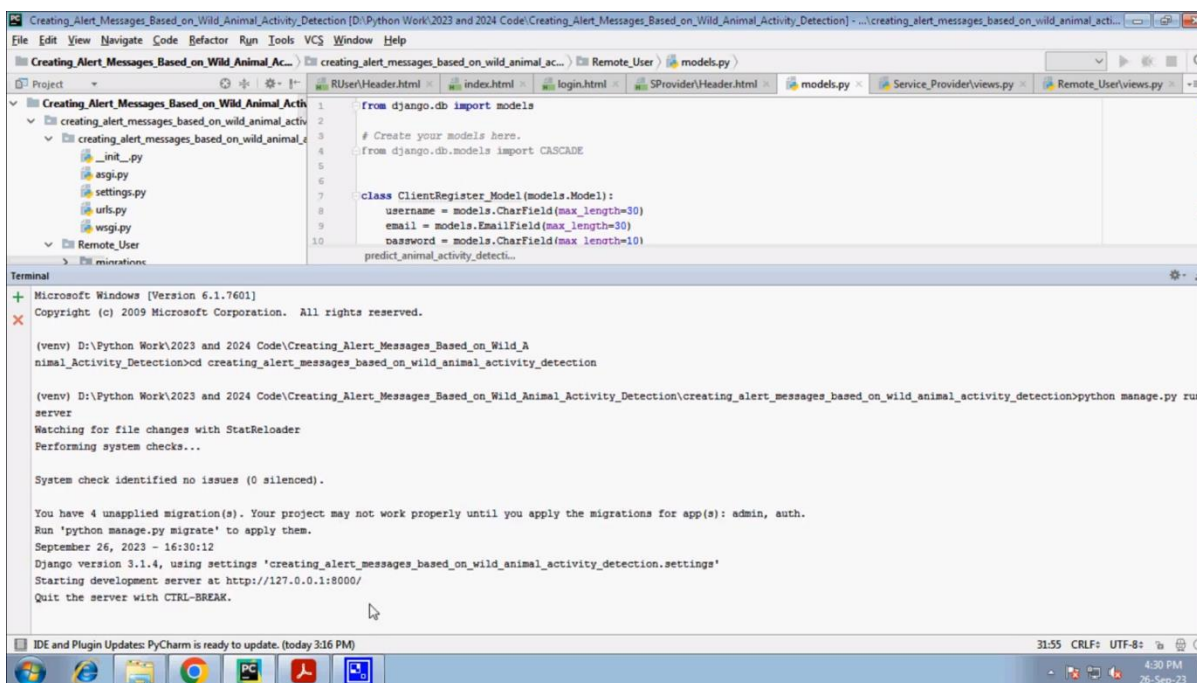 Creating_Alert_Messages_Based_on_Wild_Animal_Activity_Detection [D:\Python Work\2023 and 2024 Code\Creating_Alert_Messages_Based_on_Wild_Animal_Activity_Detection] - ...\creating_alert_messages_based_on_wild_animal_acti...
File Edit View Navigate Code Refactor Run Tools VCS Window Help
Creating_Alert_Messages_Based_on_Wild_Animal_Ac... creating_alert_messages_based_on_wild_animal_ac... Remote_User models.py
Project RUser\Header.html index.html login.html SProvider\Header.html models.py Service_Provider\views.py Remote_User\views.py
Creating_Alert_Messages_Based_on_Wild_Animal_Activ 1 from django.db import models
creating_alert_messages_based_on_wild_animal_activ 2
creating_alert_messages_based_on_wild_animal_a 3 # Create your models here.
__init__.py 4 from django.db.models import CASCADE
asgi.py 5
settings.py 6
urls.py 7 class ClientRegister_Model(models.Model):
wsgi.py 8 username = models.CharField(max_length=30)
9 email = models.EmailField(max_length=30)
Remote_User 10 password = models.CharField(max_length=10)
migrations predict_animal_activity_detecti...
Terminal
Microsoft Windows [Version 6.1.7601]
Copyright (c) 2009 Microsoft Corporation. All rights reserved.
(venv) D:\Python Work\2023 and 2024 Code\Creating_Alert_Messages_Based_on_Wild_A
nimal_Activity_Detection>cd creating_alert_messages_based_on_wild_animal_activity_detection
(venv) D:\Python Work\2023 and 2024 Code\Creating_Alert_Messages_Based_on_Wild_Animal_Activity_Detection\creating_alert_messages_based_on_wild_animal_activity_detection>python manage.py run
server
Watching for file changes with StatReloader
Performing system checks...
System check identified no issues (0 silenced).
You have 4 unapplied migration(s). Your project may not work properly until you apply the migrations for app(s): admin, auth.
Run 'python manage.py migrate' to apply them.
September 26, 2023 - 16:30:12
Django version 3.1.4, using settings 'creating_alert_messages_based_on_wild_animal_activity_detection.settings'
Starting development server at http://127.0.0.1:8000/
Quit the server with CTRL-BREAK.
IDE and Plugin Updates: PyCharm is ready to update. (today 3:16 PM) 31:55 CRLF: UTF-8:
4:30 PM
26-Sep-23